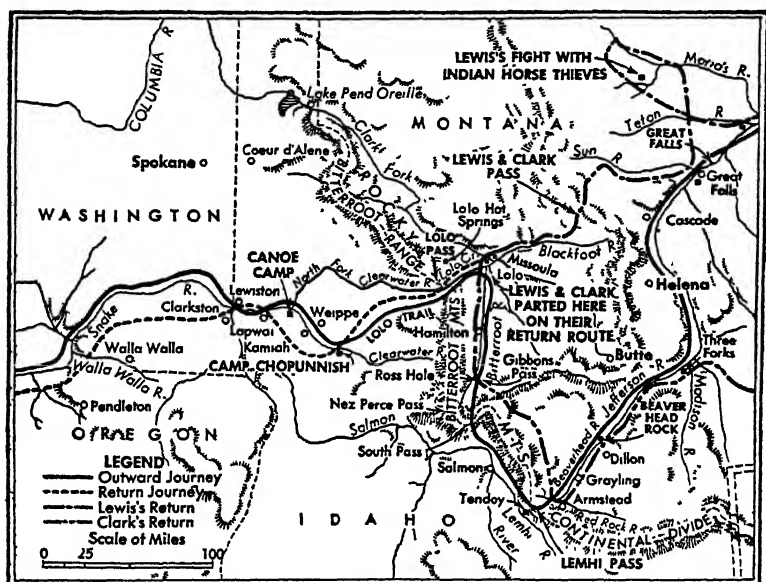 COLUMBIA R.
Lake Pend Oreille
Clark
Fork
Coeur d'Alene
Spokane
WASHINGTON
BITTERROOT RANGE
ROCKY
MONTANA
LEWIS'S FIGHT WITH
INDIAN HORSE THIEVES
Maria's R.
Teton R
GREAT
FALLS
Sun R
Great
Falls
LEWIS & CLARK
PASS
Lolo Hot
Springs
LOLO
PASS
Lolo Cr.
Blackfoot R
Missoula
Lolo
Cascade
Helena
LEWIS & CLARK
PARTED HERE
ON THEIR
RETURN ROUTE
CANOE
CAMP
North
Fork
Clearwater R.
Lewiston
Clarkston
Snake
R.
Weippe
LOLO
TRAIL
Hamilton
Lapwai
Kamiah
Clearwater
CAMP CHOPUNNISH
Walla Walla
Walla Walla R.
Ross Hole
BITTERROOT MTS
Bitterroot R
Gibbons
Pass
Butte
Three
Forks
Jefferson R.
Madison
R
Nez Perce Pass
Pendleton
OREGON
Salmon
South Pass
MTS
BEAVER
HEAD
ROCK
Beaverhead R
Dillon
Grayling
Armstead
Salmon
Tendoy
Red Rock R
CONTINENTAL DIVIDE
Lemhi
River
R
LEMHI PASS
IDAHO
LEGEND
Outward Journey
Return Journey
Lewis's Return
Clark's Return
Scale of Miles
0 25 100